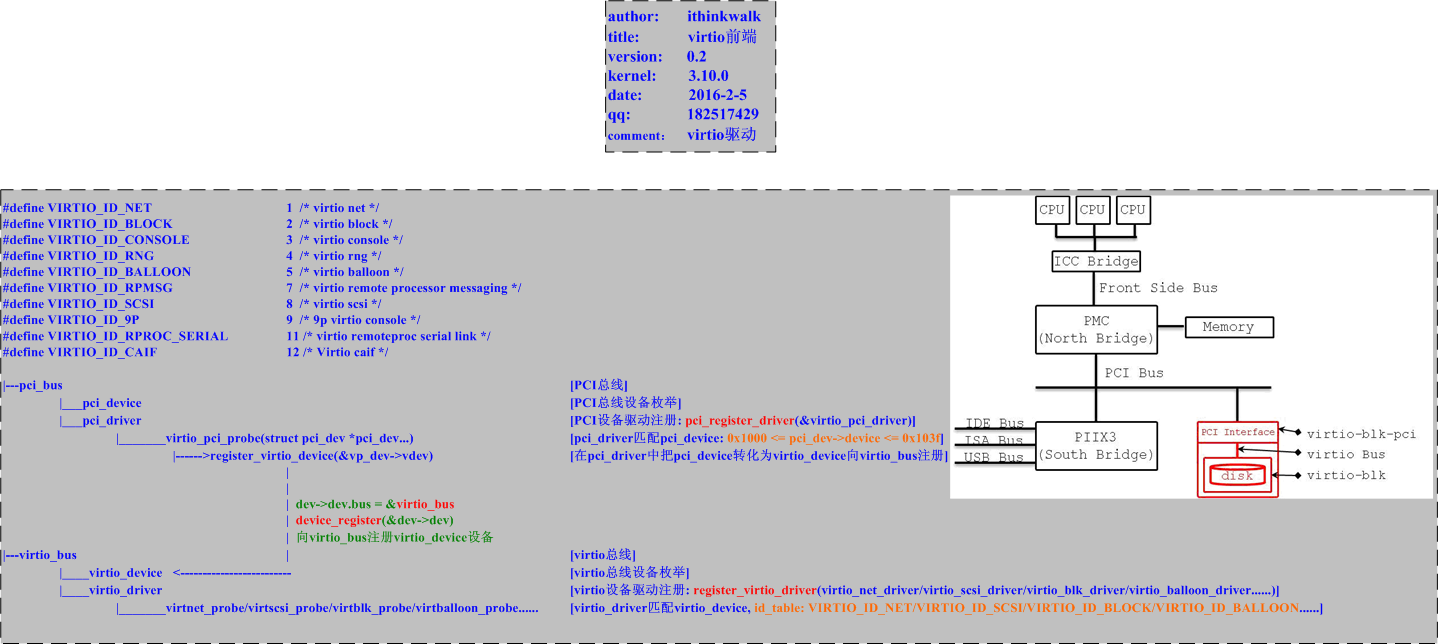 author: ithinkwalk
title: virtio前端
version: 0.2
kernel: 3.10.0
date: 2016-2-5
qq: 182517429
comment: virtio驱动
#define VIRTIO_ID_NET 1 /* virtio net */
#define VIRTIO_ID_BLOCK 2 /* virtio block */
#define VIRTIO_ID_CONSOLE 3 /* virtio console */
#define VIRTIO_ID_RNG 4 /* virtio rng */
#define VIRTIO_ID_BALLOON 5 /* virtio balloon */
#define VIRTIO_ID_RPMSG 7 /* virtio remote processor messaging */
#define VIRTIO_ID_SCSI 8 /* virtio scsi */
#define VIRTIO_ID_9P 9 /* 9p virtio console */
#define VIRTIO_ID_RPROC_SERIAL 11 /* virtio remoteproc serial link */
#define VIRTIO_ID_CAIF 12 /* Virtio caif */
|---pci_bus [PCI总线]
|___pci_device [PCI总线设备枚举]
|___pci_driver [PCI设备驱动注册: pci_register_driver(&virtio_pci_driver)]
|_______virtio_pci_probe(struct pci_dev *pci_dev...) [pci_driver匹配pci_device: 0x1000 <= pci_dev->device <= 0x103f]
|------>register_virtio_device(&vp_dev->vdev) [在pci_driver中把pci_device转化为virtio_device向virtio_bus注册]
|
|
| dev->dev.bus = &virtio_bus
| device_register(&dev->dev)
| 向virtio_bus注册virtio_device设备
|---virtio_bus | [virtio总线]
|____virtio_device <------------------------- [virtio总线设备枚举]
|____virtio_driver [virtio设备驱动注册: register_virtio_driver(virtio_net_driver/virtio_scsi_driver/virtio_blk_driver/virtio_balloon_driver......)]
|_______virtnet_probe/virtscsi_probe/virtblk_probe/virtballoon_probe...... [virtio_driver匹配virtio_device, id_table: VIRTIO_ID_NET/VIRTIO_ID_SCSI/VIRTIO_ID_BLOCK/VIRTIO_ID_BALLOON......]
CPU CPU CPU
ICC Bridge
Front Side Bus
PMC
(North Bridge)
Memory
PCI Bus
IDE Bus
ISA Bus
USB Bus
PIIX3
(South Bridge)
PCI Interface
disk
virtio-blk-pci
virtio Bus
virtio-blk